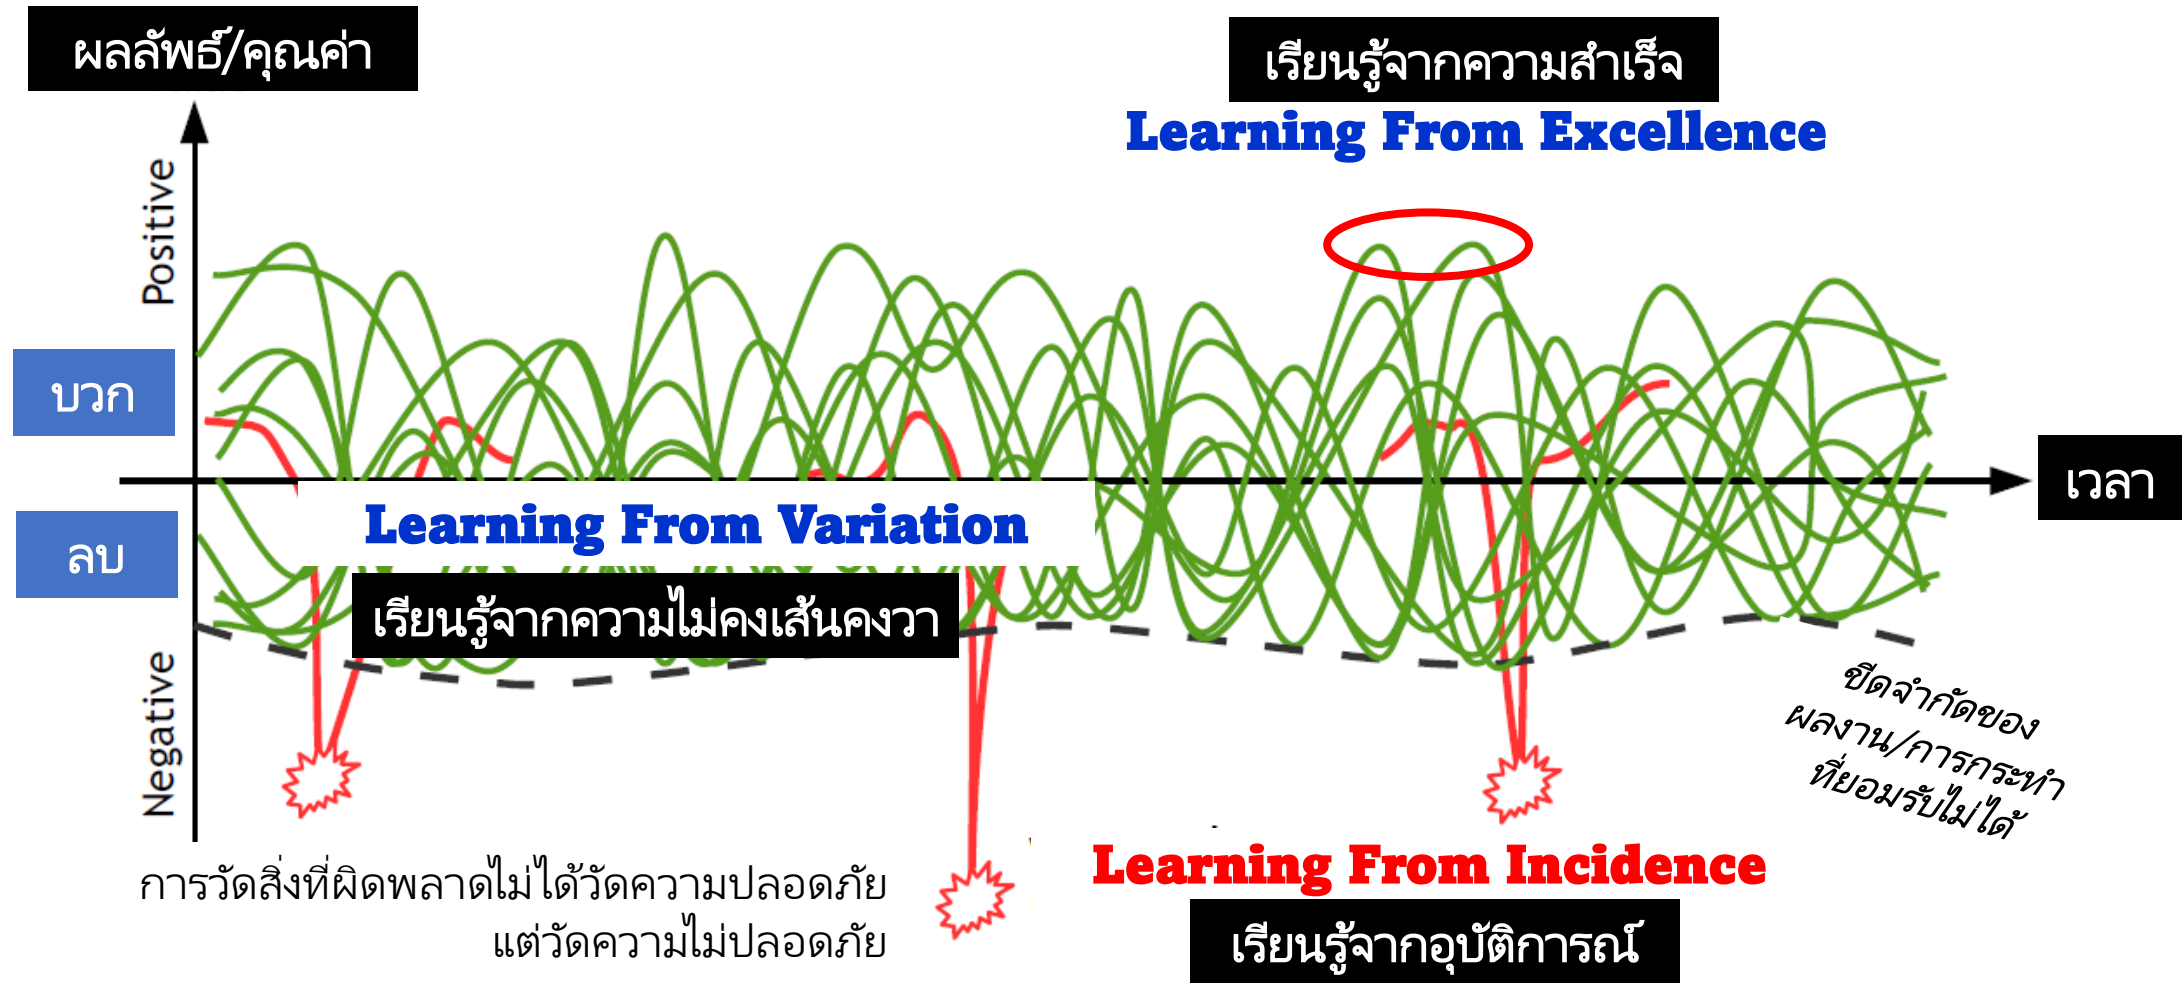 ผลลัพธ์/คุณค่า
เรียนรู้จากความสำเร็จ
Learning From Excellence
Positive
บวก
เวลา
Learning From Variation
ลบ
เรียนรู้จากความไม่คงเส้นคงวา
Negative
ขีดจำกัดของ
ผลงาน/การกระทำ
ที่ยอมรับไม่ได้
การวัดสิ่งที่ผิดพลาดไม่ได้วัดความปลอดภัย
แต่วัดความไม่ปลอดภัย
Learning From Incidence
เรียนรู้จากอุบัติการณ์